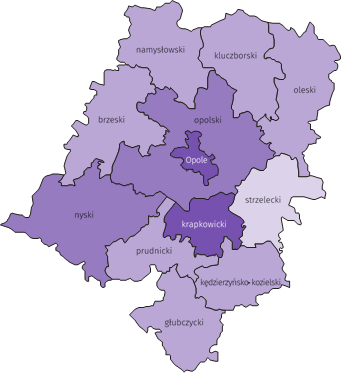 namysłowski
kluczborski
oleski
brzeski
opolski
Opole
strzelecki
nyski
krapkowicki
prudnicki
kędzierzyńsko-kozielski
głubczycki